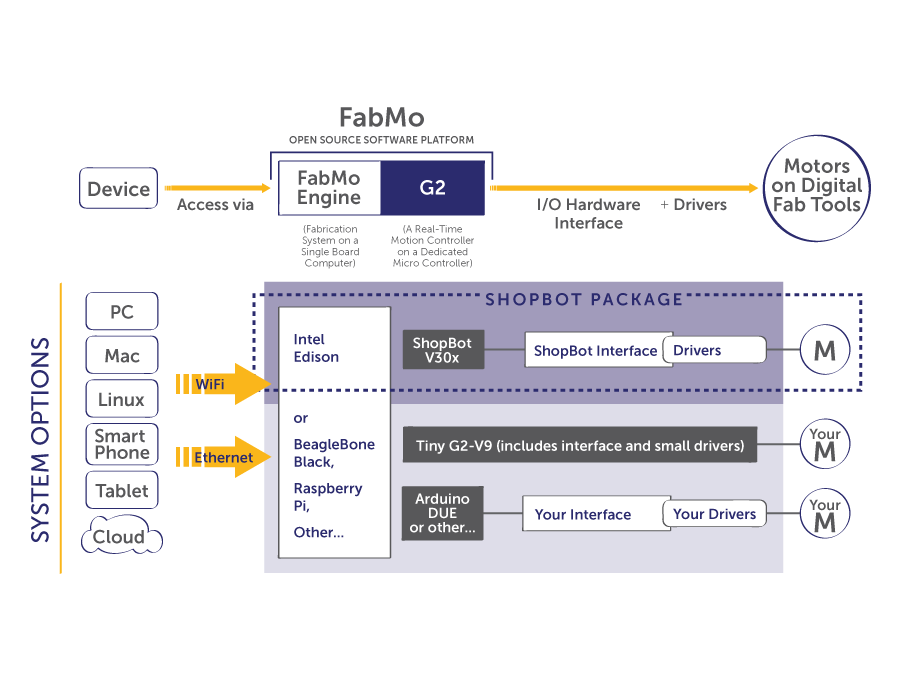 FabMo
OPEN SOURCE SOFTWARE PLATFORM
Device
Access via
FabMo
Engine
G2
I/O Hardware
Interface
+ Drivers
Motors
on Digital
Fab Tools
(Fabrication
System on a
Single Board
Computer)
(A Real-Time
Motion Controller
on a Dedicated
Micro Controller)
SYSTEM OPTIONS
PC
Mac
Linux
Smart
Phone
Tablet
Cloud
WiFi
Ethernet
SHOPBOT PACKAGE
Intel
Edison
or
BeagleBone
Black,
Raspberry
Pi,
Other...
ShopBot
V30x
ShopBot Interface
Drivers
M
Tiny G2-V9 (includes interface and small drivers)
Your
M
Arduino
DUE
or other...
Your Interface
Your Drivers
Your
M